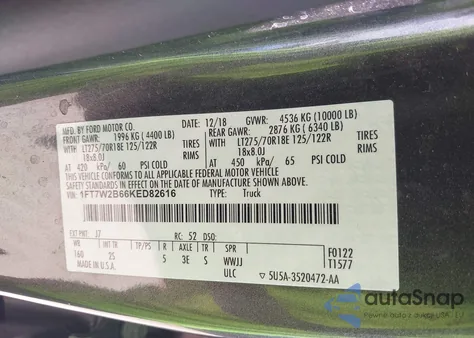 MFD. BY FORD MOTOR CO.
12/18 GVWR: 4536 KG (10000 LB)
FRONT GAWR: 1996 KG (4400 LB) REAR GAWR: 2876 KG (6340 LB)
LT275/70R18E 125/122R TIRES LT275/70R18E 125/122R TIRES
18x8.0J RIMS 18x8.0J RIMS
AT 420 kPa/ 60 PSI COLD AT 450 kPa/ 65 PSI COLD
THIS VEHICLE CONFORMS TO ALL APPLICABLE FEDERAL MOTOR
VEHICLE SAFETY STANDARDS IN EFFECT ON THE DATE OF
MANUFACTURE SHOWN ABOVE.
VIN: 1FT7W2B66KED82616 TYPE: Truck
EXT PNT: J7 RC: 52 DSO:
WB INT TR TP/PS R AXLE TR SPR
160 2S 5 3E S WWJJ F0122
MADE IN U.S.A. ULC T1577
5U5A-3520472-AA
autoSnap